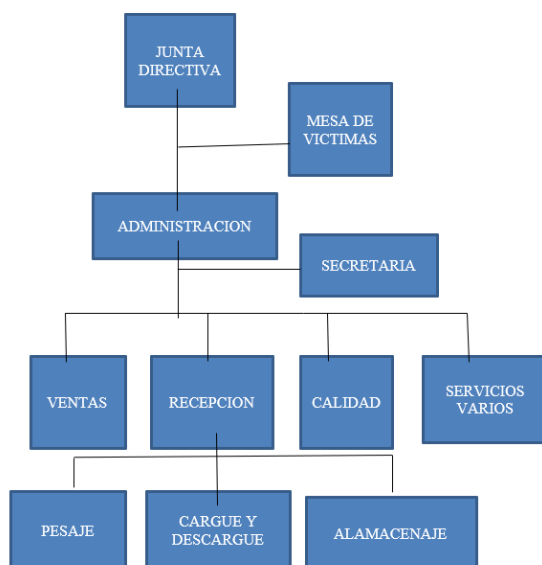 JUNTA
DIRECTIVA
MESA DE
VICTIMAS
ADMINISTRACION
SECRETARIA
VENTAS
RECEPCION
CALIDAD
SERVICIOS
VARIOS
PESAJE
CARGUE Y
DESCARGUE
ALAMACENAJE